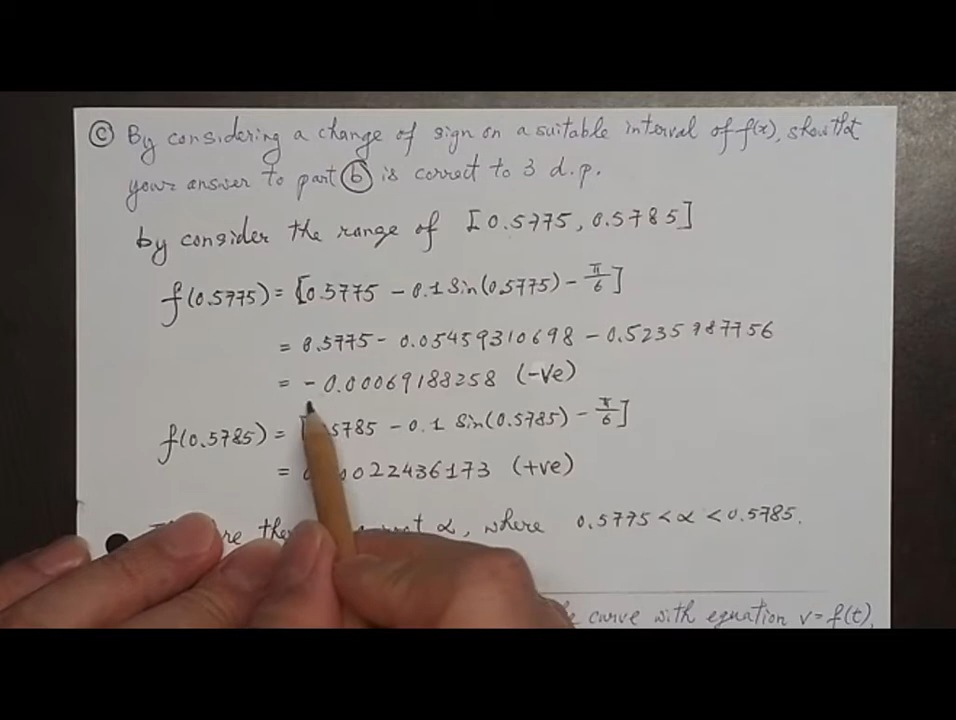 (c) By considering a change of sign on a suitable interval of f(x), show that
your answer to part (b) is correct to 3 d.p.
by consider the range of [0.5775, 0.5785]
f(0.5775) = [0.5775 - 0.1 Sin(0.5775) - π/6]
= 0.5775 - 0.05459310698 - 0.5235987756
= -0.00069188258 (-ve)
f(0.5785) = [ .5785 - 0.1 Sin(0.5785) - π/6]
= 0 022436173 (+ve)
α, where 0.5775 < α < 0.5785.
curve with equation v = f(t),